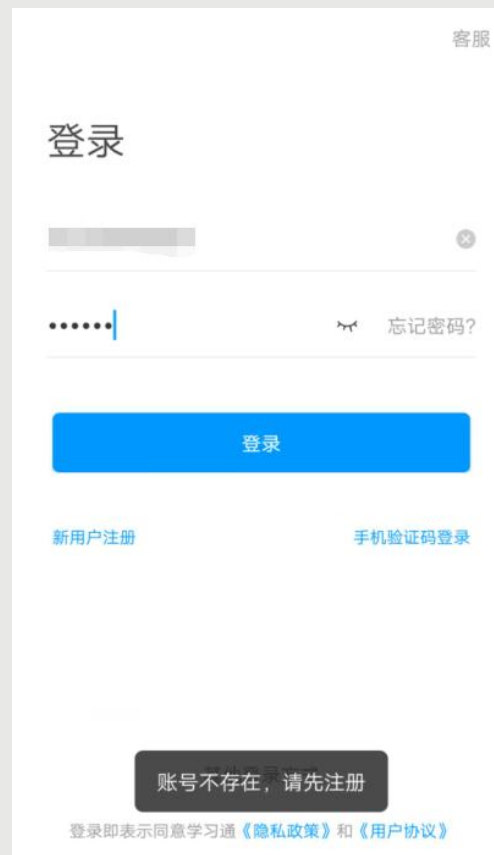 客服
登录
••••••
忘记密码?
登录
新用户注册
手机验证码登录
账号不存在，请先注册
登录即表示同意学习通《隐私政策》和《用户协议》